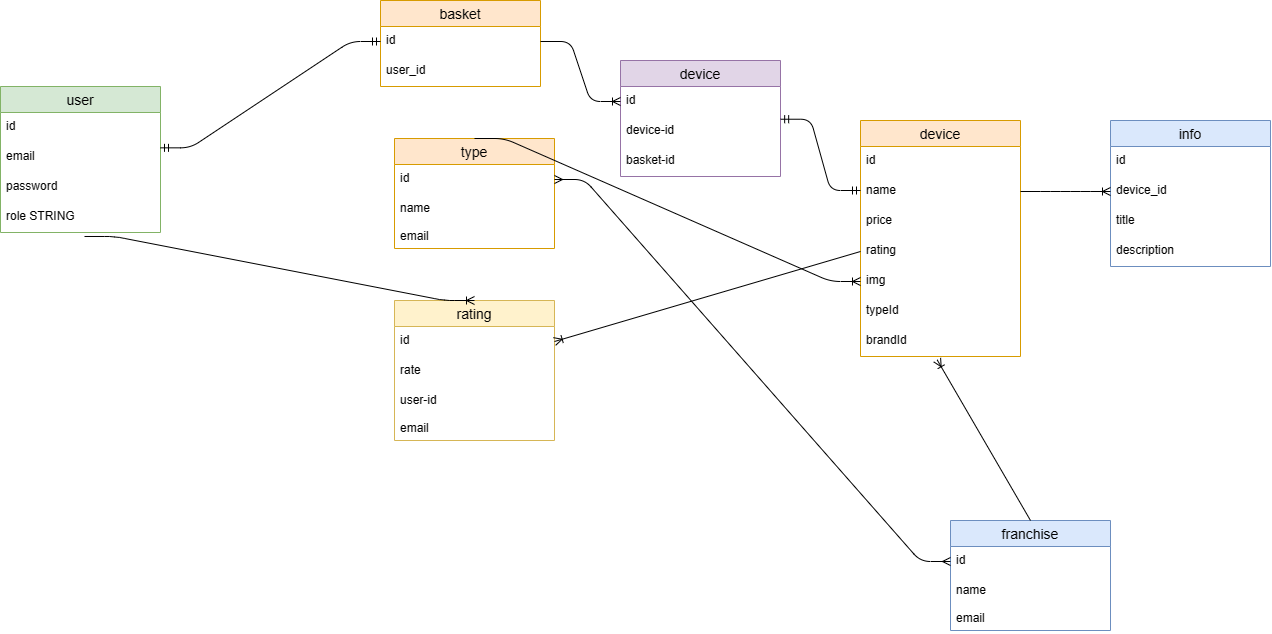 basket
id
user_id
user
id
email
password
role STRING
device
id
device-id
basket-id
type
id
name
email
device
id
name
price
rating
img
typeId
brandId
info
id
device_id
title
description
rating
id
rate
user-id
email
franchise
id
name
email